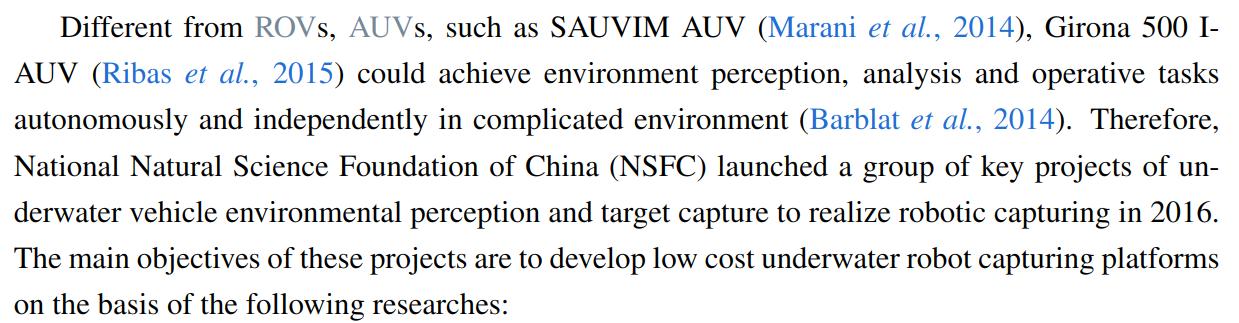 Different from ROVs, AUVs, such as SAUVIM AUV (Marani et al., 2014), Girona 500 I-
AUV (Ribas et al., 2015) could achieve environment perception, analysis and operative tasks
autonomously and independently in complicated environment (Barblat et al., 2014). Therefore,
National Natural Science Foundation of China (NSFC) launched a group of key projects of un-
derwater vehicle environmental perception and target capture to realize robotic capturing in 2016.
The main objectives of these projects are to develop low cost underwater robot capturing platforms
on the basis of the following researches: